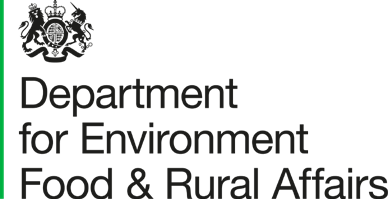 Department
for Environment
Food & Rural Affairs